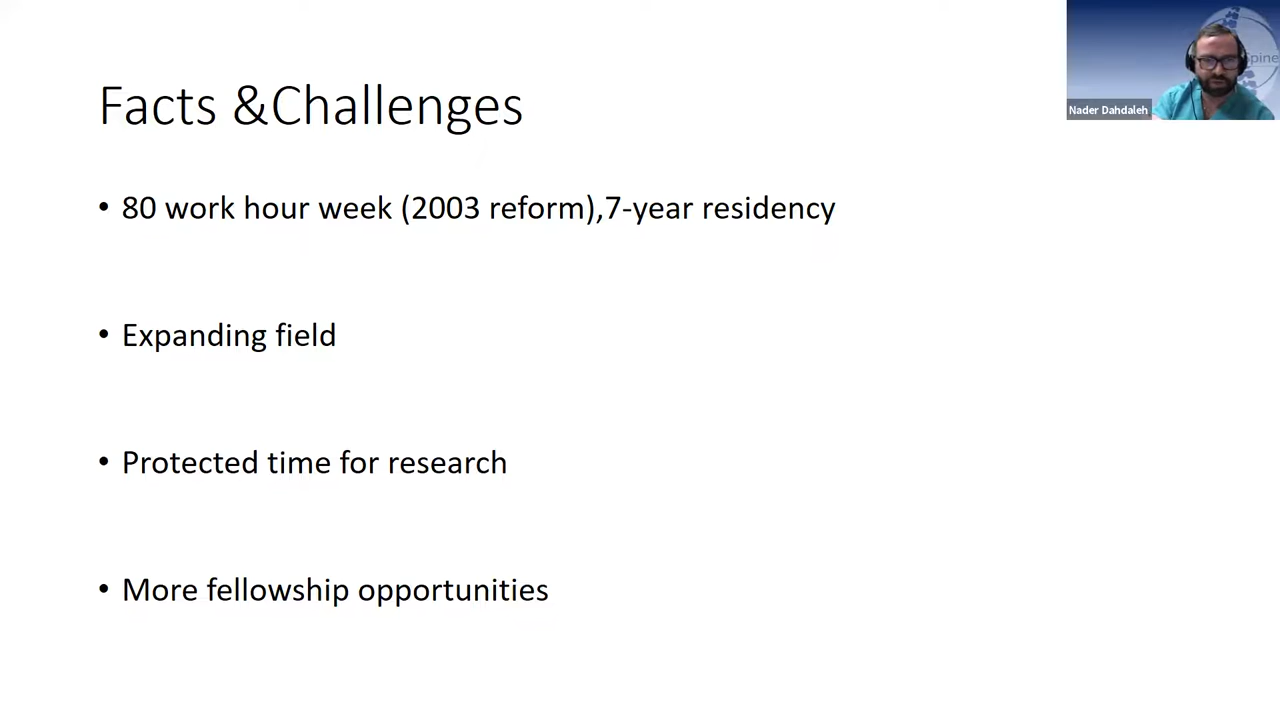 Facts &Challenges
Spine
Nader Dahdaleh
• 80 work hour week (2003 reform),7-year residency
• Expanding field
• Protected time for research
• More fellowship opportunities